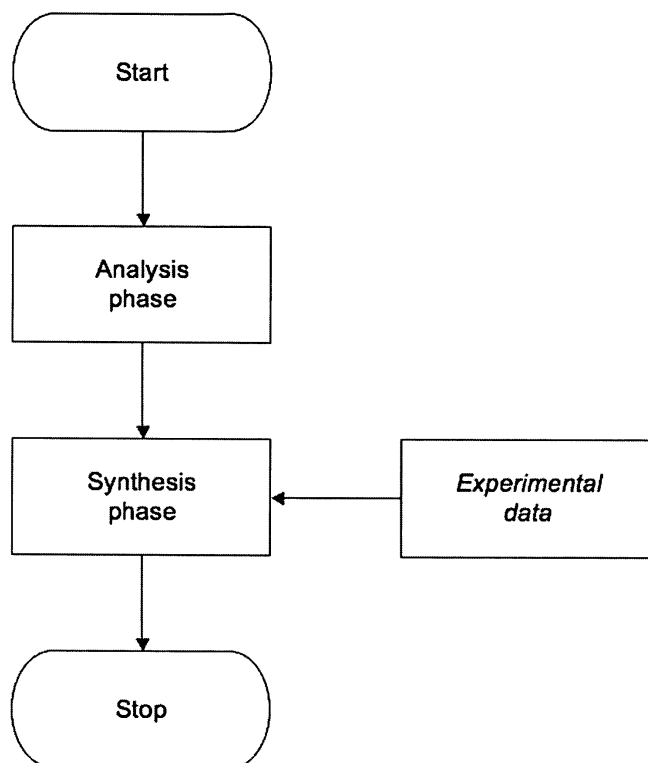 Start
Analysis
phase
Synthesis
phase
Experimental
data
Stop